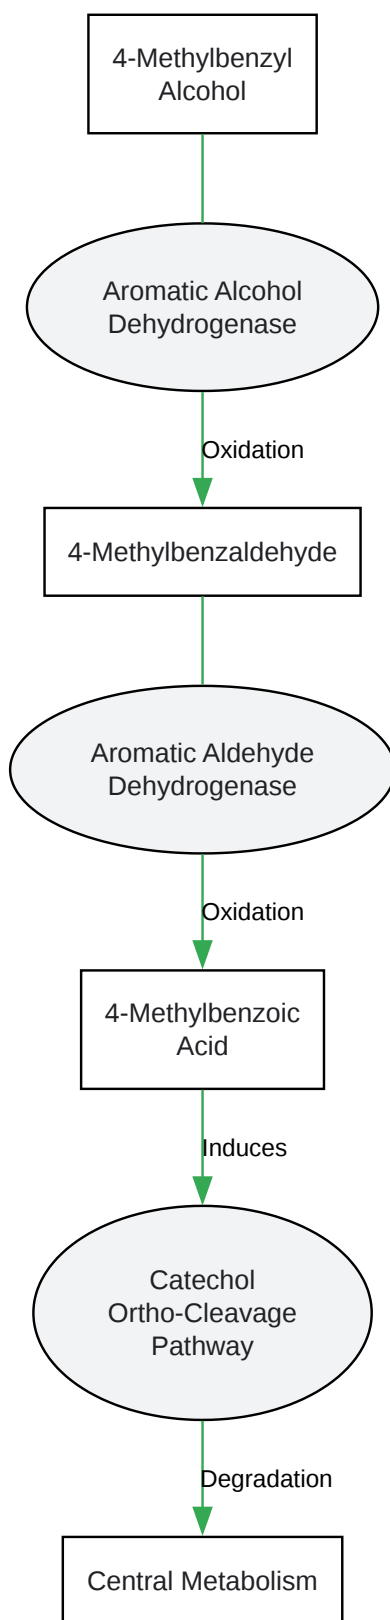 4-Methylbenzyl
Alcohol
Aromatic Alcohol
Dehydrogenase
Oxidation
4-Methylbenzaldehyde
Aromatic Aldehyde
Dehydrogenase
Oxidation
4-Methylbenzoic
Acid
Induces
Catechol
Ortho-Cleavage
Pathway
Degradation
Central Metabolism